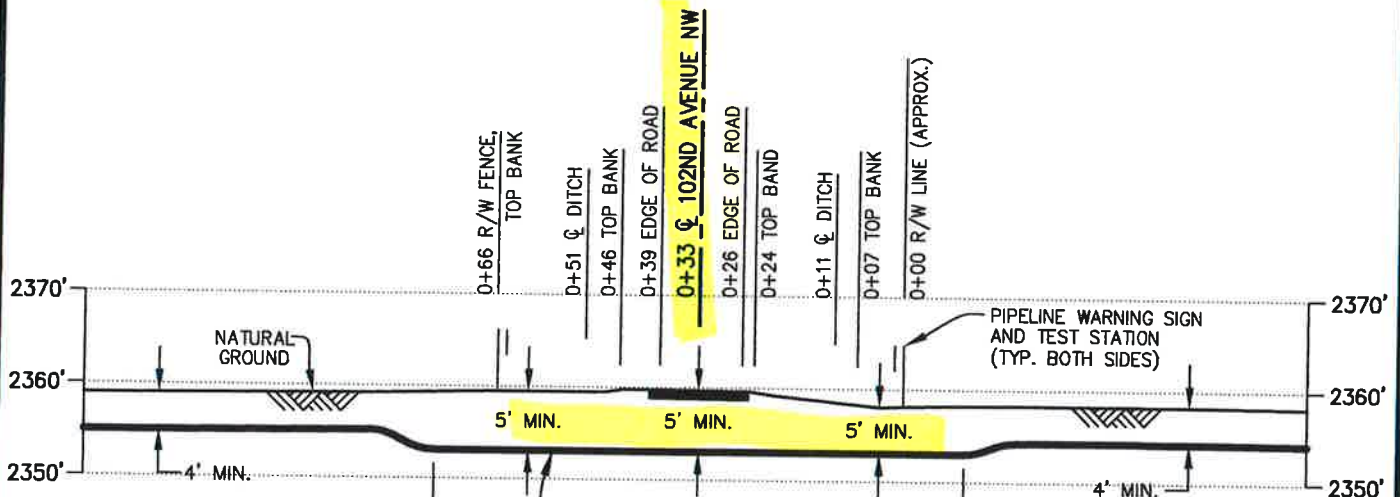 0+66 R/W FENCE,
TOP BANK
0+51 ℄ DITCH
0+46 TOP BANK
0+39 EDGE OF ROAD
0+33 ℄ 102ND AVENUE NW
0+26 EDGE OF ROAD
0+24 TOP BAND
0+11 ℄ DITCH
0+07 TOP BANK
0+00 R/W LINE (APPROX.)
2370'
2370'
NATURAL
GROUND
PIPELINE WARNING SIGN
AND TEST STATION
(TYP. BOTH SIDES)
2360'
2360'
5' MIN.
5' MIN.
5' MIN.
2350'
4' MIN.
4' MIN.
2350'